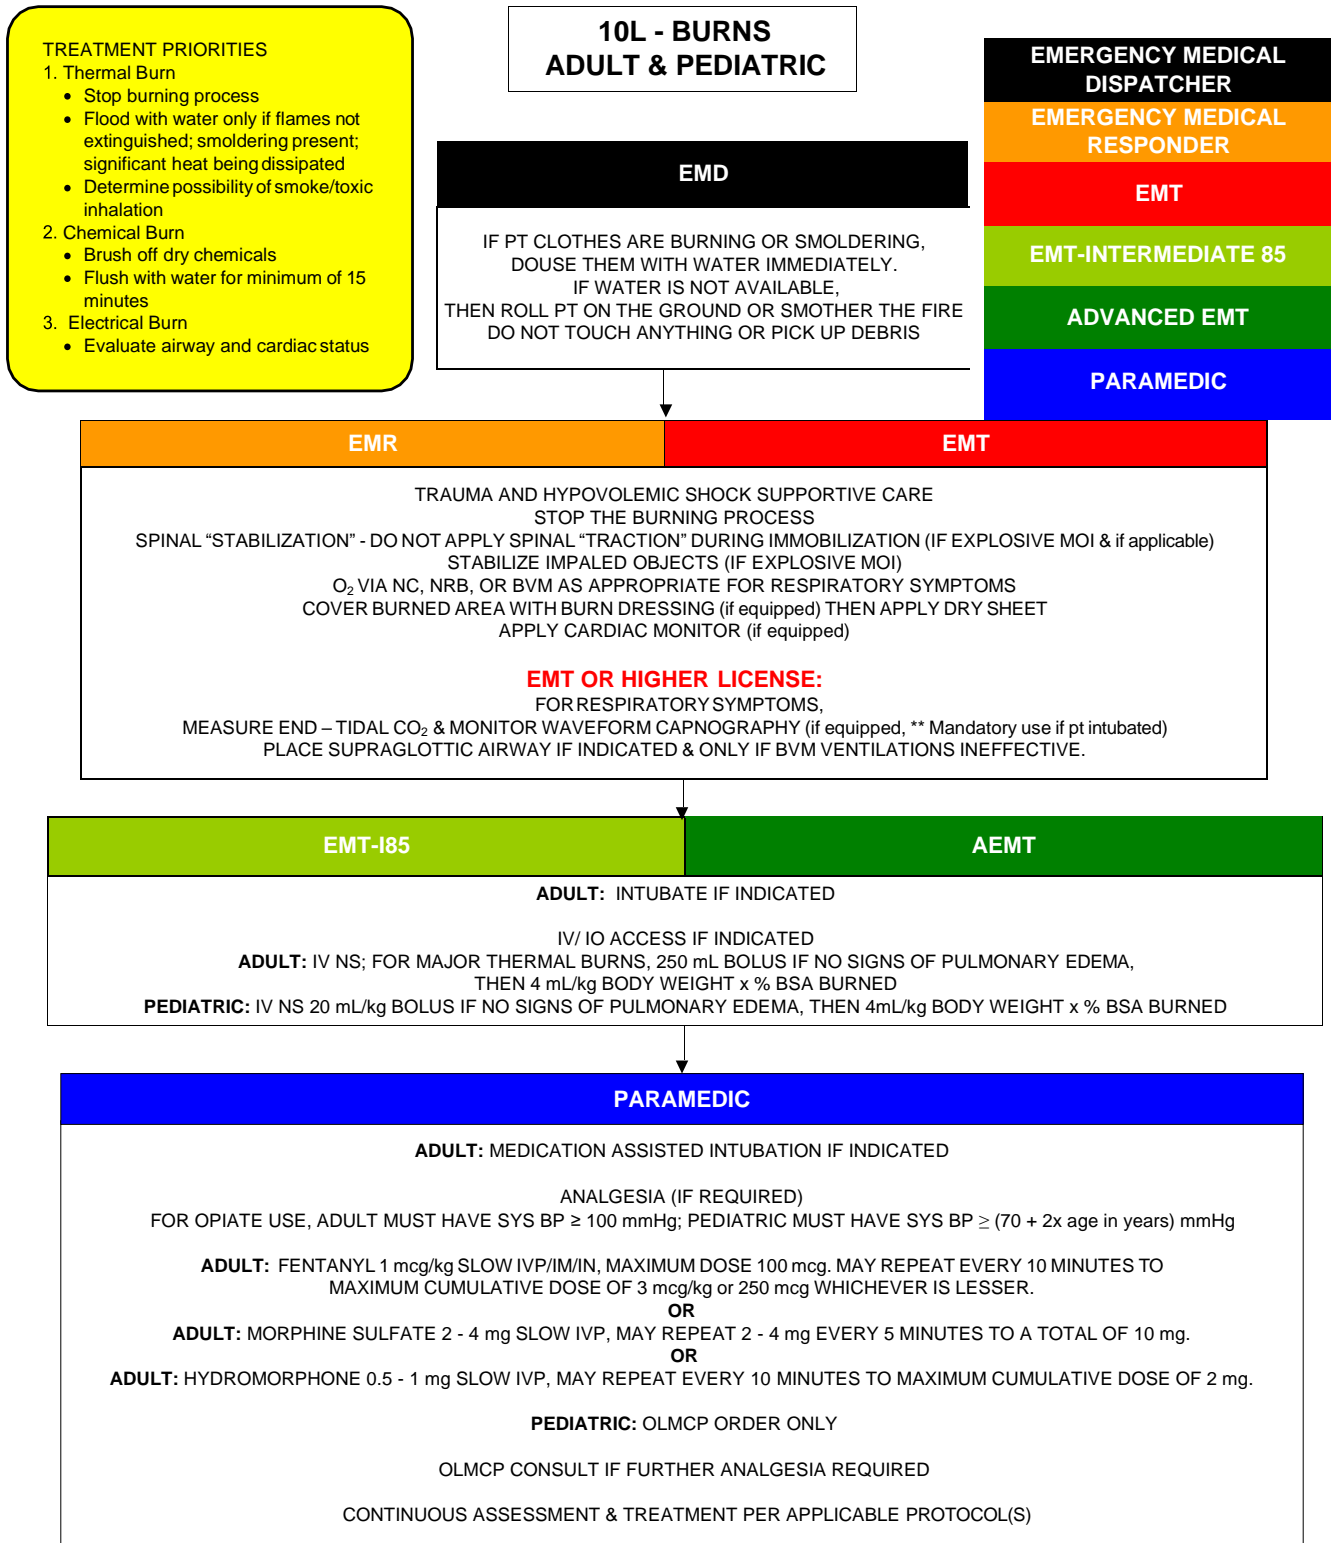 TREATMENT PRIORITIES
1. Thermal Burn
• Stop burning process
• Flood with water only if flames not
extinguished; smoldering present;
significant heat being dissipated
• Determine possibility of smoke/toxic
inhalation
2. Chemical Burn
• Brush off dry chemicals
• Flush with water for minimum of 15
minutes
3. Electrical Burn
• Evaluate airway and cardiac status
10L - BURNS
ADULT & PEDIATRIC
EMERGENCY MEDICAL
DISPATCHER
EMERGENCY MEDICAL
RESPONDER
EMT
EMT-INTERMEDIATE 85
ADVANCED EMT
PARAMEDIC
EMD
IF PT CLOTHES ARE BURNING OR SMOLDERING,
DOUSE THEM WITH WATER IMMEDIATELY.
IF WATER IS NOT AVAILABLE,
THEN ROLL PT ON THE GROUND OR SMOTHER THE FIRE
DO NOT TOUCH ANYTHING OR PICK UP DEBRIS
EMR
EMT
TRAUMA AND HYPOVOLEMIC SHOCK SUPPORTIVE CARE
STOP THE BURNING PROCESS
SPINAL “STABILIZATION” - DO NOT APPLY SPINAL “TRACTION” DURING IMMOBILIZATION (IF EXPLOSIVE MOI & if applicable)
STABILIZE IMPALED OBJECTS (IF EXPLOSIVE MOI)
O₂ VIA NC, NRB, OR BVM AS APPROPRIATE FOR RESPIRATORY SYMPTOMS
COVER BURNED AREA WITH BURN DRESSING (if equipped) THEN APPLY DRY SHEET
APPLY CARDIAC MONITOR (if equipped)
EMT OR HIGHER LICENSE:
FOR RESPIRATORY SYMPTOMS,
MEASURE END – TIDAL CO₂ & MONITOR WAVEFORM CAPNOGRAPHY (if equipped, ** Mandatory use if pt intubated)
PLACE SUPRAGLOTTIC AIRWAY IF INDICATED & ONLY IF BVM VENTILATIONS INEFFECTIVE.
EMT-I85
AEMT
ADULT: INTUBATE IF INDICATED
IV/ IO ACCESS IF INDICATED
ADULT: IV NS; FOR MAJOR THERMAL BURNS, 250 mL BOLUS IF NO SIGNS OF PULMONARY EDEMA,
THEN 4 mL/kg BODY WEIGHT x % BSA BURNED
PEDIATRIC: IV NS 20 mL/kg BOLUS IF NO SIGNS OF PULMONARY EDEMA, THEN 4mL/kg BODY WEIGHT x % BSA BURNED
PARAMEDIC
ADULT: MEDICATION ASSISTED INTUBATION IF INDICATED
ANALGESIA (IF REQUIRED)
FOR OPIATE USE, ADULT MUST HAVE SYS BP ≥ 100 mmHg; PEDIATRIC MUST HAVE SYS BP ≥ (70 + 2x age in years) mmHg
ADULT: FENTANYL 1 mcg/kg SLOW IVP/IM/IN, MAXIMUM DOSE 100 mcg. MAY REPEAT EVERY 10 MINUTES TO
MAXIMUM CUMULATIVE DOSE OF 3 mcg/kg or 250 mcg WHICHEVER IS LESSER.
OR
ADULT: MORPHINE SULFATE 2 - 4 mg SLOW IVP, MAY REPEAT 2 - 4 mg EVERY 5 MINUTES TO A TOTAL OF 10 mg.
OR
ADULT: HYDROMORPHONE 0.5 - 1 mg SLOW IVP, MAY REPEAT EVERY 10 MINUTES TO MAXIMUM CUMULATIVE DOSE OF 2 mg.
PEDIATRIC: OLMCP ORDER ONLY
OLMCP CONSULT IF FURTHER ANALGESIA REQUIRED
CONTINUOUS ASSESSMENT & TREATMENT PER APPLICABLE PROTOCOL(S)